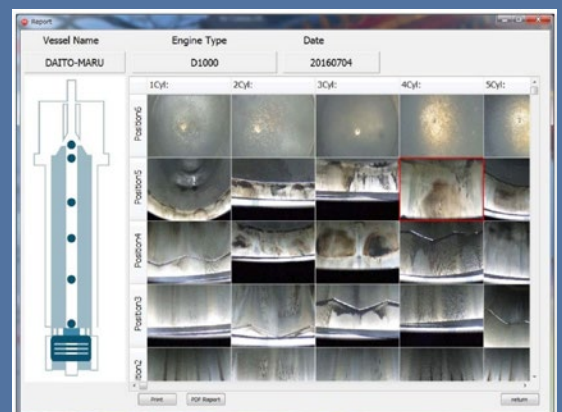 Report
Vessel Name Engine Type Date
DAITO-MARU D1000 20160704
1Cyl: 2Cyl: 3Cyl: 4Cyl: 5Cyl:
Position6
Position5
Position4
Position3
ition2
Print PDF Report return